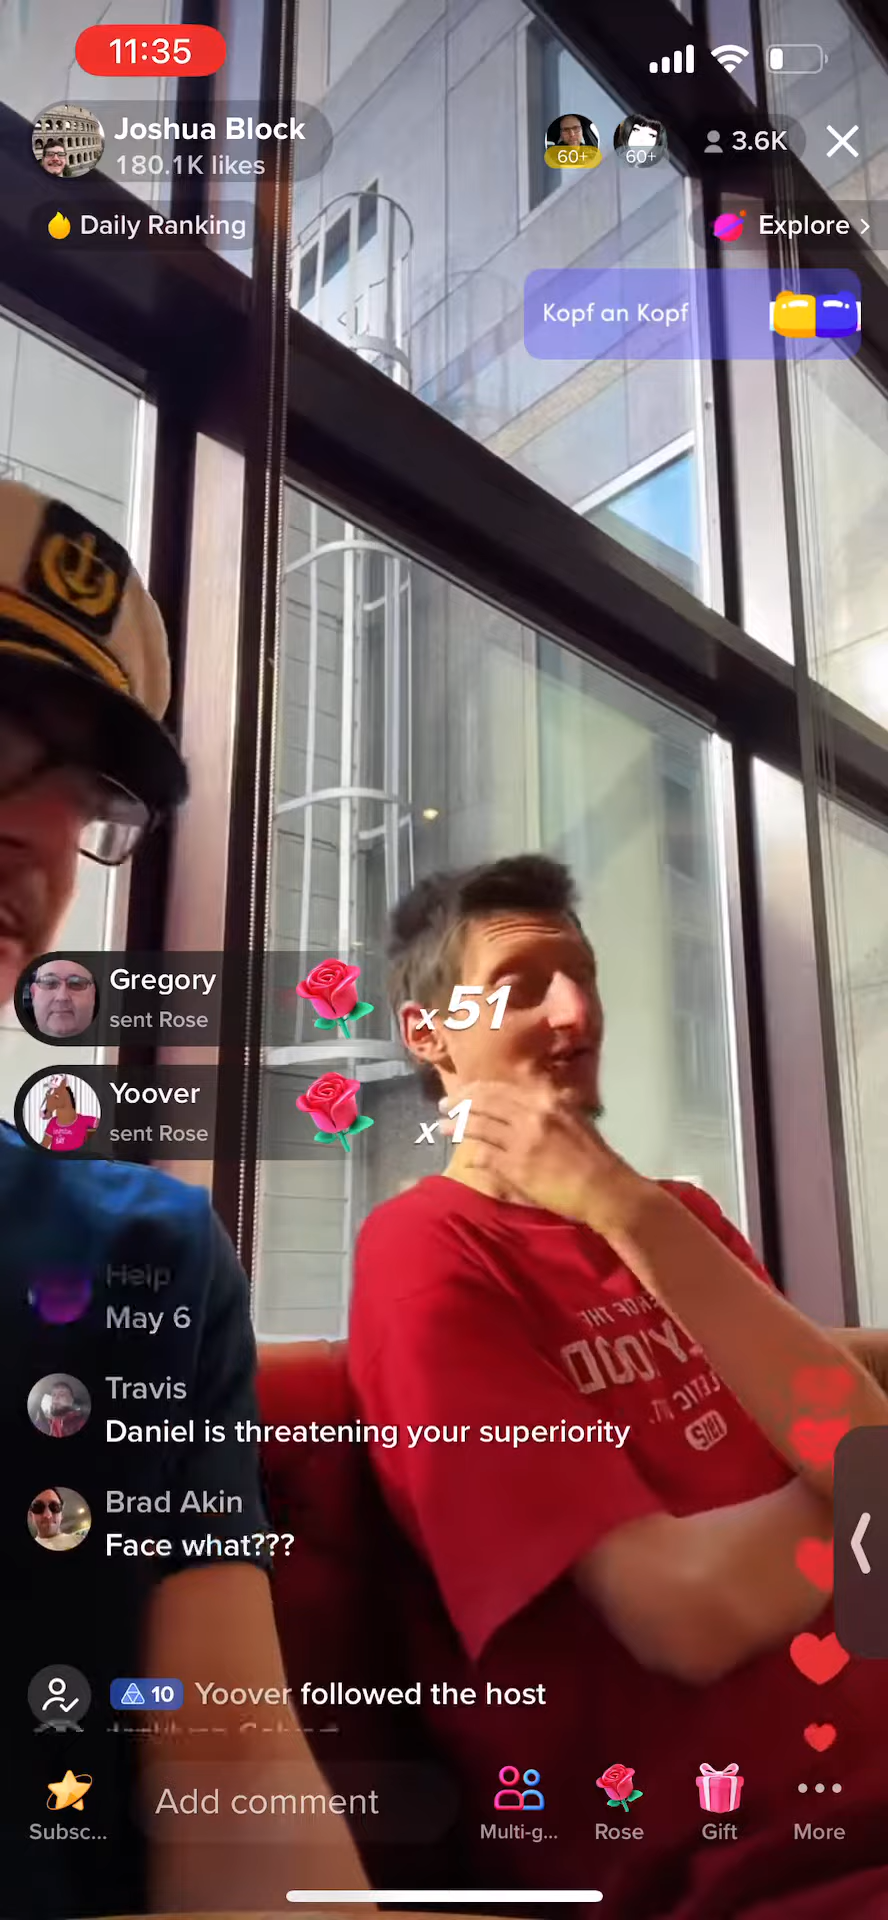 11:35
Joshua Block
180.1K likes
60+
60+
3.6K
Daily Ranking
Explore >
Kopf an Kopf
Gregory
sent Rose
x51
Yoover
sent Rose
x1
Help
May 6
Travis
Daniel is threatening your superiority
Brad Akin
Face what???
10 Yoover followed the host
Subsc...
Add comment
Multi-g...
Rose
Gift
More